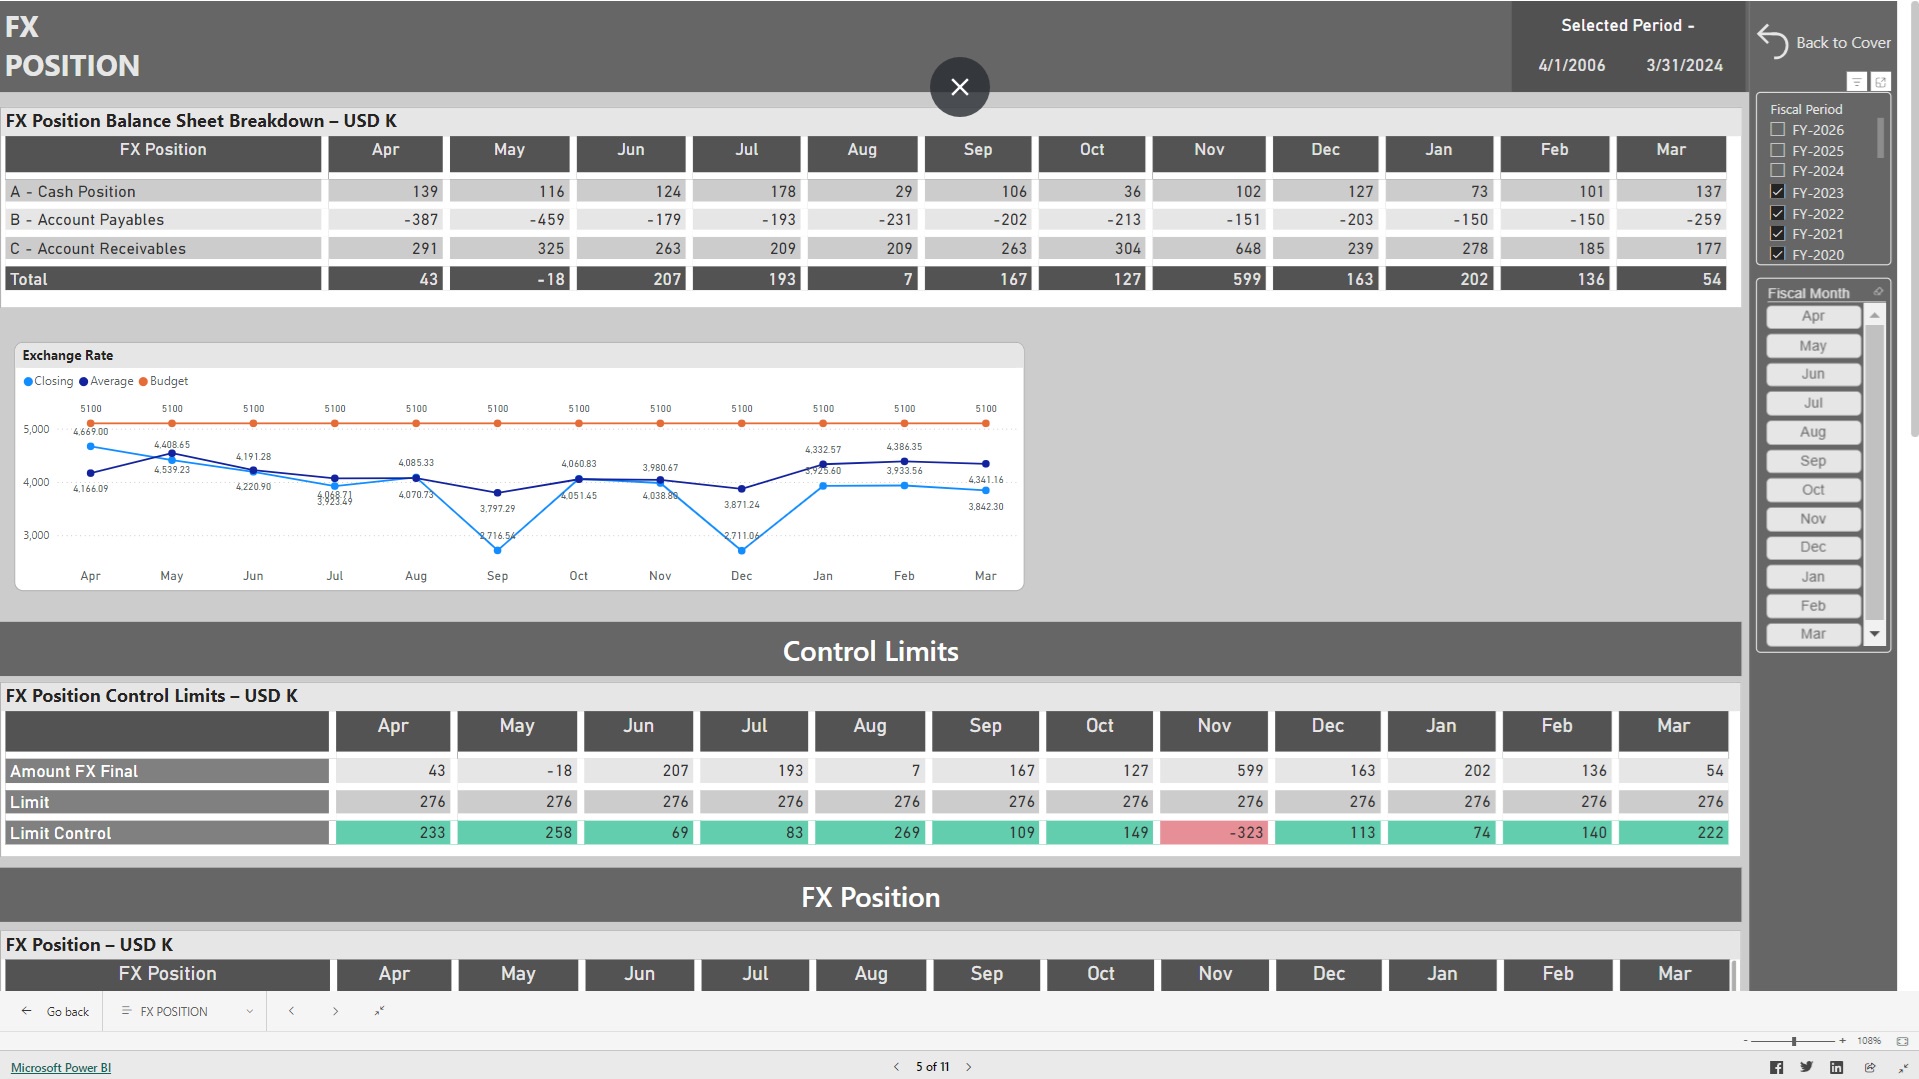 FX
POSITION
Selected Period -
4/1/2006 3/31/2024
Back to Cover
FX Position Balance Sheet Breakdown – USD K
FX Position Apr May Jun Jul Aug Sep Oct Nov Dec Jan Feb Mar
A - Cash Position 139 116 124 178 29 106 36 102 127 73 101 137
B - Account Payables -387 -459 -179 -193 -231 -202 -213 -151 -203 -150 -150 -259
C - Account Receivables 291 325 263 209 209 263 304 648 239 278 185 177
Total 43 -18 207 193 7 167 127 599 163 202 136 54
Fiscal Period
FY-2026
FY-2025
FY-2024
FY-2023
FY-2022
FY-2021
FY-2020
Fiscal Month
Apr
May
Jun
Jul
Aug
Sep
Oct
Nov
Dec
Jan
Feb
Mar
Exchange Rate
Closing Average Budget
5100 5100 5100 5100 5100 5100 5100 5100 5100 5100 5100 5100
5,000
4,000
3,000
4,669.00 4,408.65 4,191.28 4,068.71 4,085.33 3,797.29 4,060.83 3,980.67 3,871.24 4,332.57 4,386.35 4,341.16
4,166.09 4,539.23 4,220.90 3,923.49 4,070.73 2,716.54 4,051.45 4,038.80 2,711.06 3,925.60 3,933.56 3,842.30
Apr May Jun Jul Aug Sep Oct Nov Dec Jan Feb Mar
Control Limits
FX Position Control Limits – USD K
Apr May Jun Jul Aug Sep Oct Nov Dec Jan Feb Mar
Amount FX Final 43 -18 207 193 7 167 127 599 163 202 136 54
Limit 276 276 276 276 276 276 276 276 276 276 276 276
Limit Control 233 258 69 83 269 109 149 -323 113 74 140 222
FX Position
FX Position – USD K
FX Position Apr May Jun Jul Aug Sep Oct Nov Dec Jan Feb Mar
Go back FX POSITION
- + 108%
Microsoft Power BI 5 of 11